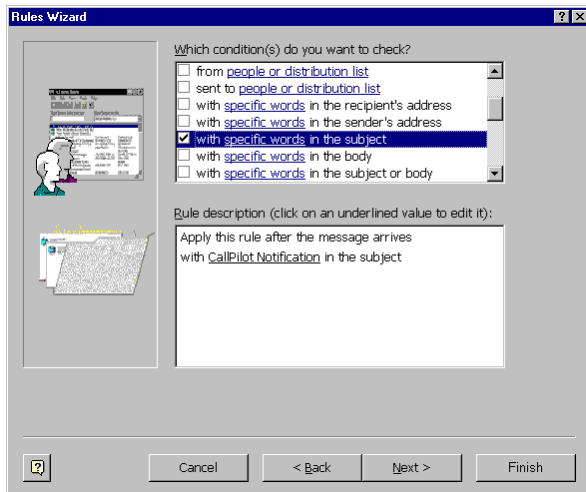 Rules Wizard
Which condition(s) do you want to check?
from people or distribution list
sent to people or distribution list
with specific words in the recipient's address
with specific words in the sender's address
with specific words in the subject
with specific words in the body
with specific words in the subject or body
Rule description (click on an underlined value to edit it):
Apply this rule after the message arrives
with CallPilot Notification in the subject
Cancel
< Back
Next >
Finish